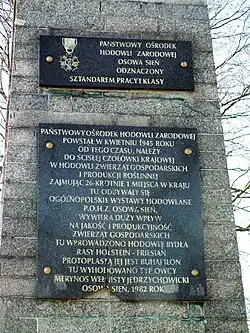 PAŃSTWOWY OŚRODEK
HODOWLI ZARODOWEJ
OSOWA SIEŃ
ODZNACZONY
SZTANDAREM PRACY I KLASY
PAŃSTWOWY OŚRODEK HODOWLI ZARODOWEJ
POWSTAŁ W KWIETNIU 1945 ROKU
OD TEGO CZASU, NALEŻY
DO ŚCISŁEJ CZOŁÓWKI KRAJOWEJ
W HODOWLI ZWIERZĄT GOSPODARSKICH
I PRODUKCJI ROŚLINNEJ
ZAJMUJĄC 26-KROTNIE I MIEJSCA W KRAJU
TU ODBYWAŁY SIĘ
OGÓLNOPOLSKIE WYSTAWY HODOWLANE
P.O.H.Z. OSOWA SIEŃ,
WYWIERA DUŻY WPŁYW
NA JAKOŚĆ I PRODUKCYJNOŚĆ
ZWIERZĄT GOSPODARSKICH
TU WPROWADZONO HODOWLĘ BYDŁA
RASY HOLSTEIN - FRIESIAN
PROTOPLASTĄ JEJ JEST BUHAJ ILON
TU WYHODOWANO TYP OWCY
MERYNOS WEŁNISTY JĘDRZYCHOWICKI
OSOWA SIEŃ, 1982 ROK